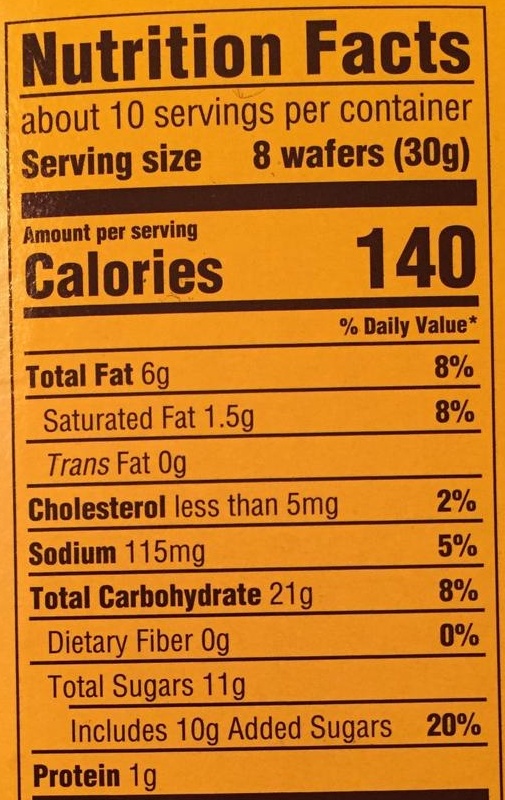 Nutrition Facts
about 10 servings per container
Serving size 8 wafers (30g)
Amount per serving
Calories 140
% Daily Value*
Total Fat 6g 8%
Saturated Fat 1.5g 8%
Trans Fat 0g
Cholesterol less than 5mg 2%
Sodium 115mg 5%
Total Carbohydrate 21g 8%
Dietary Fiber 0g 0%
Total Sugars 11g
Includes 10g Added Sugars 20%
Protein 1g